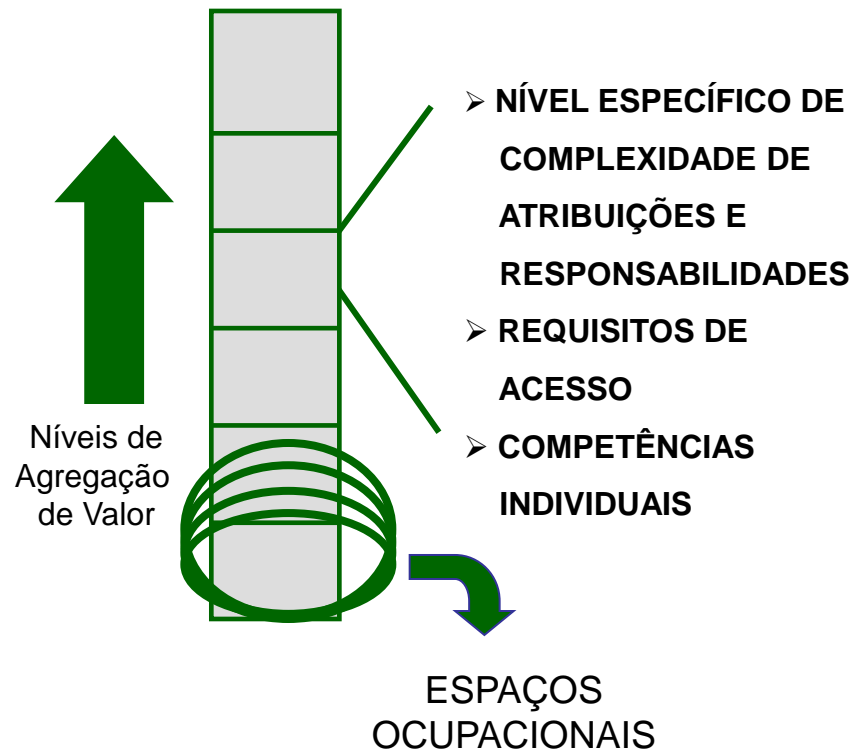 ➢ NÍVEL ESPECÍFICO DE
COMPLEXIDADE DE
ATRIBUIÇÕES E
RESPONSABILIDADES
➢ REQUISITOS DE
ACESSO
➢ COMPETÊNCIAS
INDIVIDUAIS
Níveis de
Agregação
de Valor
ESPAÇOS
OCUPACIONAIS